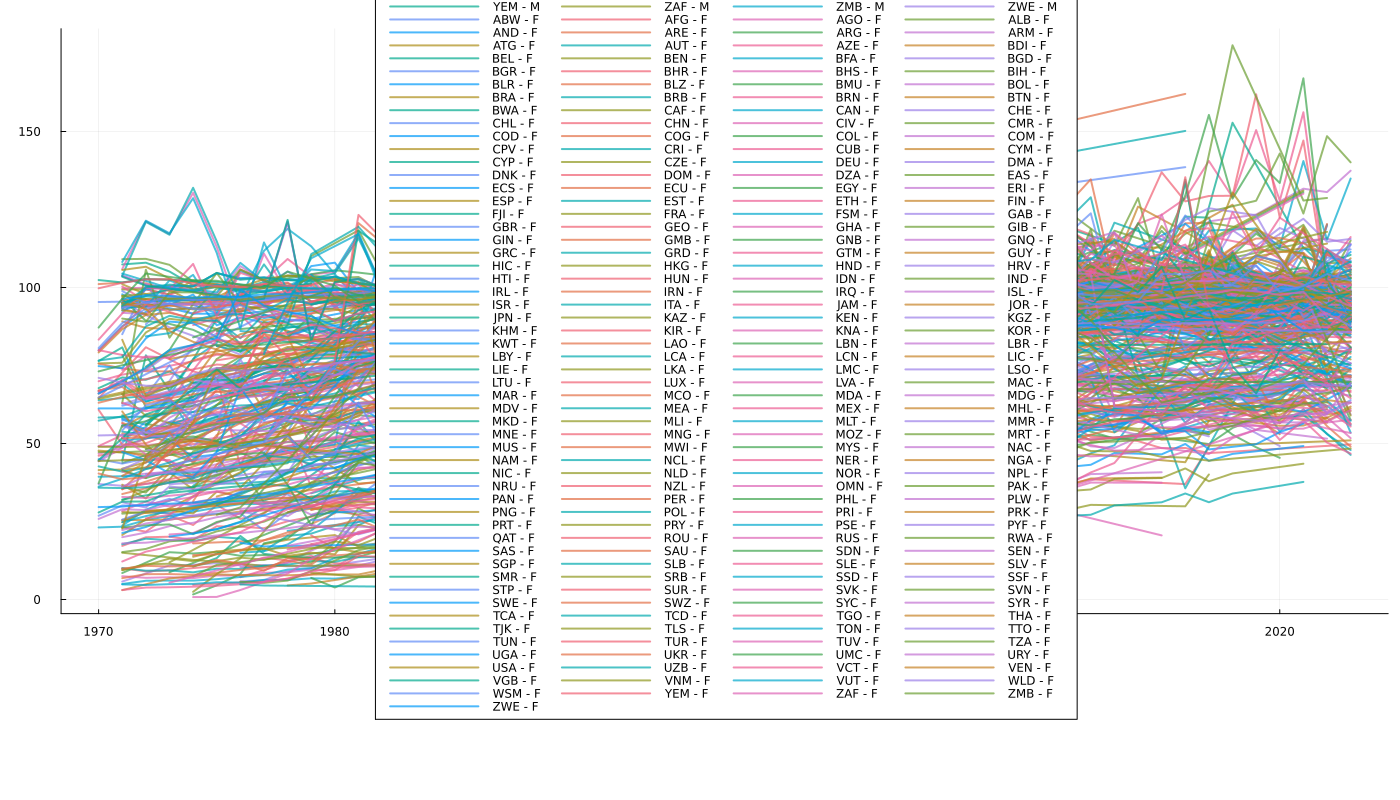 YEM - M ZAF - M ZMB - M ZWE - M
ABW - F AFG - F AGO - F ALB - F
AND - F ARE - F ARG - F ARM - F
ATG - F AUT - F AZE - F BDI - F
BEL - F BEN - F BFA - F BGD - F
BGR - F BHR - F BHS - F BIH - F
BLR - F BLZ - F BMU - F BOL - F
BRA - F BRB - F BRN - F BTN - F
BWA - F CAF - F CAN - F CHE - F
CHL - F CHN - F CIV - F CMR - F
COD - F COG - F COL - F COM - F
CPV - F CRI - F CUB - F CYM - F
CYP - F CZE - F DEU - F DMA - F
DNK - F DOM - F DZA - F EAS - F
ECS - F ECU - F EGY - F ERI - F
ESP - F EST - F ETH - F FIN - F
FJI - F FRA - F FSM - F GAB - F
GBR - F GEO - F GHA - F GIB - F
GIN - F GMB - F GNB - F GNQ - F
GRC - F GRD - F GTM - F GUY - F
HIC - F HKG - F HND - F HRV - F
HTI - F HUN - F IDN - F IND - F
IRL - F IRN - F IRQ - F ISL - F
ISR - F ITA - F JAM - F JOR - F
JPN - F KAZ - F KEN - F KGZ - F
KHM - F KIR - F KNA - F KOR - F
KWT - F LAO - F LBN - F LBR - F
LBY - F LCA - F LCN - F LIC - F
LIE - F LKA - F LMC - F LSO - F
LTU - F LUX - F LVA - F MAC - F
MAR - F MCO - F MDA - F MDG - F
MDV - F MEA - F MEX - F MHL - F
MKD - F MLI - F MLT - F MMR - F
MNE - F MNG - F MOZ - F MRT - F
MUS - F MWI - F MYS - F NAC - F
NAM - F NCL - F NER - F NGA - F
NIC - F NLD - F NOR - F NPL - F
NRU - F NZL - F OMN - F PAK - F
PAN - F PER - F PHL - F PLW - F
PNG - F POL - F PRI - F PRK - F
PRT - F PRY - F PSE - F PYF - F
QAT - F ROU - F RUS - F RWA - F
SAS - F SAU - F SDN - F SEN - F
SGP - F SLB - F SLE - F SLV - F
SMR - F SRB - F SSD - F SSF - F
STP - F SUR - F SVK - F SVN - F
SWE - F SWZ - F SYC - F SYR - F
TCA - F TCD - F TGO - F THA - F
TJK - F TLS - F TON - F TTO - F
TUN - F TUR - F TUV - F TZA - F
UGA - F UKR - F UMC - F URY - F
USA - F UZB - F VCT - F VEN - F
VGB - F VNM - F VUT - F WLD - F
WSM - F YEM - F ZAF - F ZMB - F
ZWE - F
150
100
50
0
1970 1980 2020